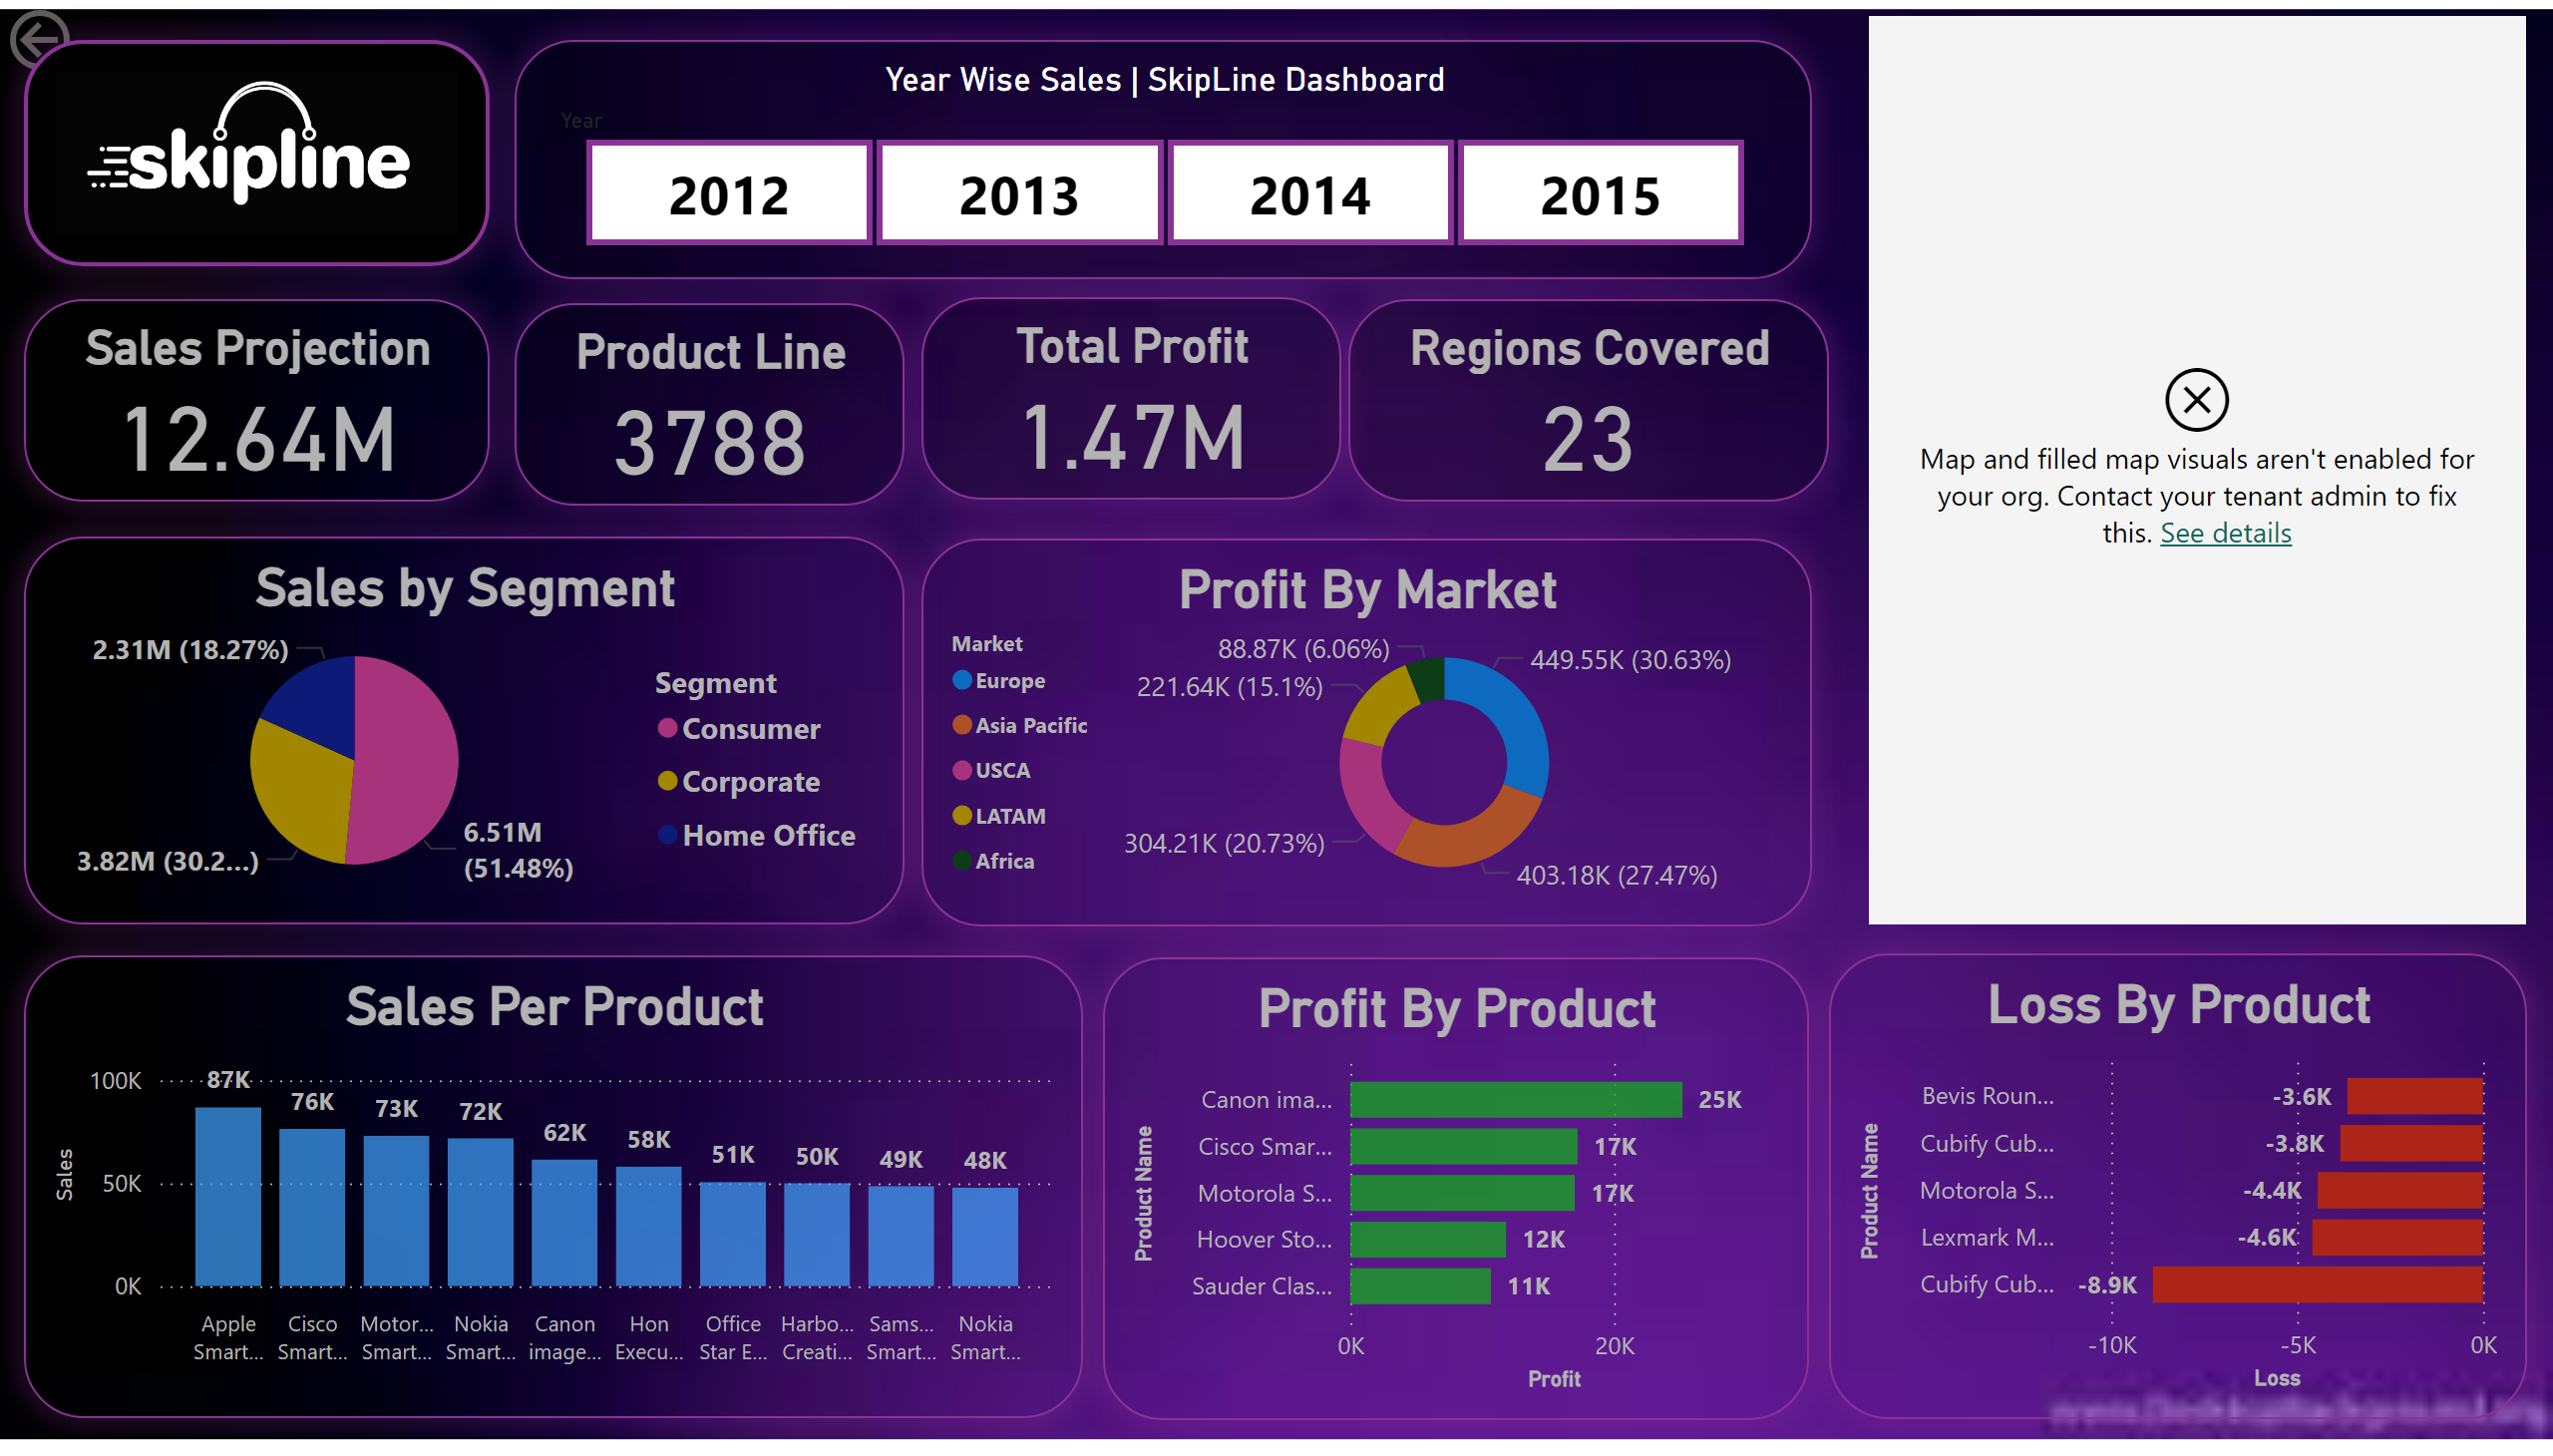 skipline
Year Wise Sales | SkipLine Dashboard
Year
2012
2013
2014
2015
Sales Projection
12.64M
Product Line
3788
Total Profit
1.47M
Regions Covered
23
Map and filled map visuals aren't enabled for
your org. Contact your tenant admin to fix
this. See details
Sales by Segment
2.31M (18.27%)
3.82M (30.2...)
6.51M
(51.48%)
Segment
Consumer
Corporate
Home Office
Profit By Market
Market
Europe
Asia Pacific
USCA
LATAM
Africa
88.87K (6.06%)
449.55K (30.63%)
221.64K (15.1%)
304.21K (20.73%)
403.18K (27.47%)
Sales Per Product
Sales
100K
50K
0K
87K
76K
73K
72K
62K
58K
51K
50K
49K
48K
Apple
Smart...
Cisco
Smart...
Motor...
Smart...
Nokia
Smart...
Canon
image...
Hon
Execu...
Office
Star E...
Harbo...
Creati...
Sams...
Smart...
Nokia
Smart...
Profit By Product
Product Name
Canon ima...
25K
Cisco Smar...
17K
Motorola S...
17K
Hoover Sto...
12K
Sauder Clas...
11K
0K
20K
Profit
Loss By Product
Product Name
Bevis Roun...
-3.6K
Cubify Cub...
-3.8K
Motorola S...
-4.4K
Lexmark M...
-4.6K
Cubify Cub...
-8.9K
-10K
-5K
0K
Loss